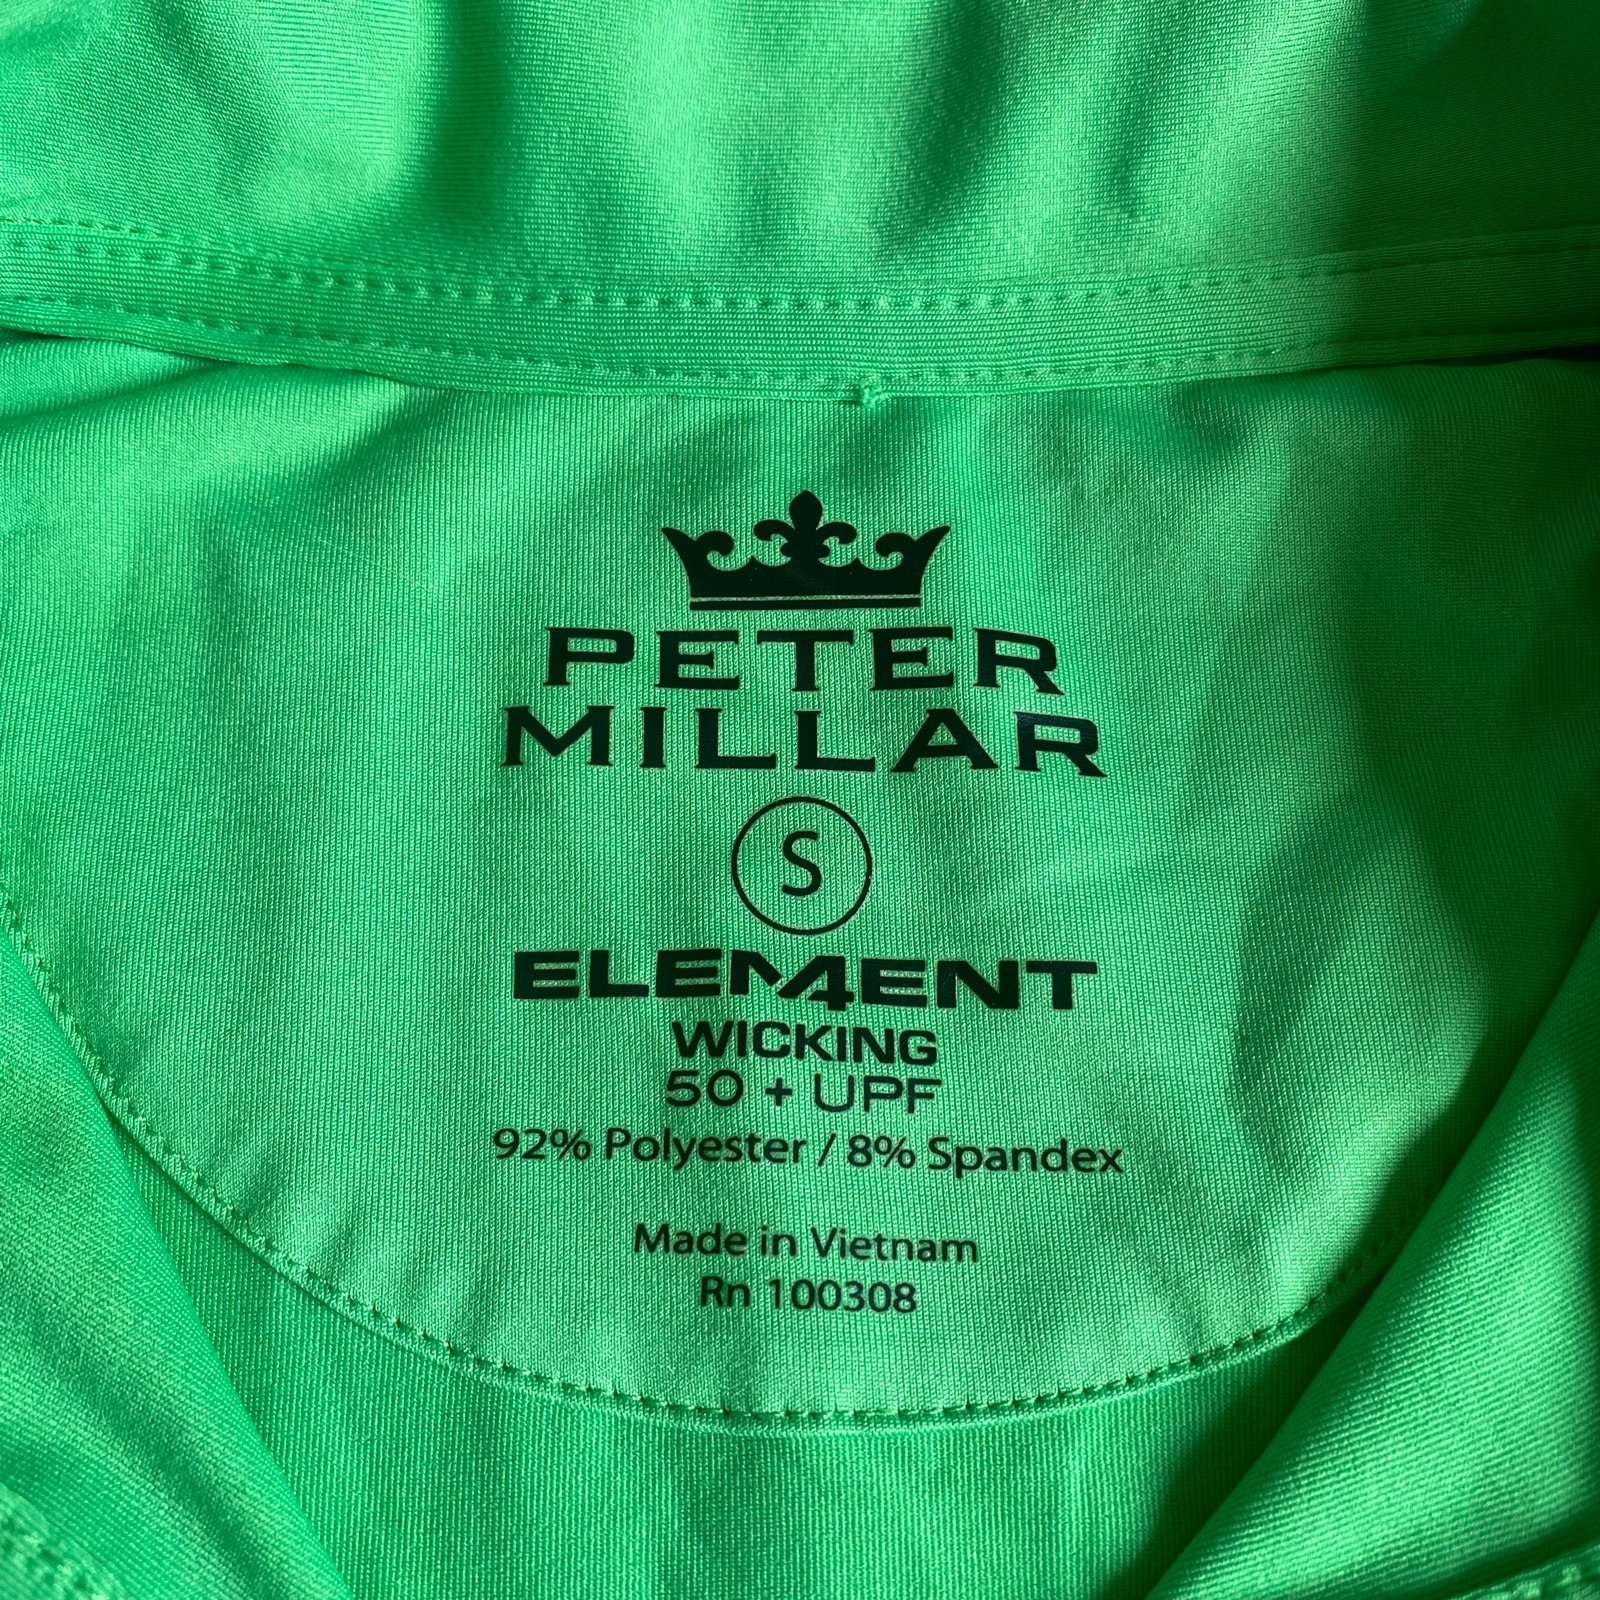 PETER
MILLAR
S
ELEM4ENT
WICKING
50 + UPF
92% Polyester / 8% Spandex
Made in Vietnam
Rn 100308